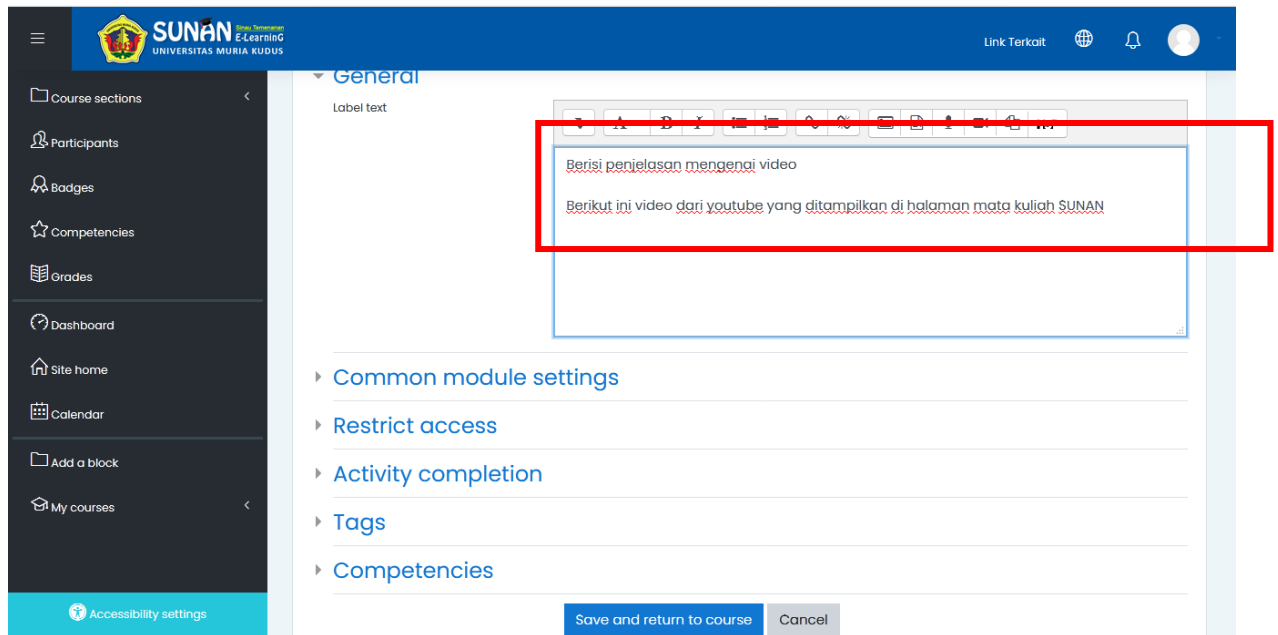 SUNAN Sinau Temenanan E-LearninG
UNIVERSITAS MURIA KUDUS
Link Terkait
Course sections
Participants
Badges
Competencies
Grades
Dashboard
Site home
Calendar
Add a block
My courses
Accessibility settings
General
Label text
A B I
Berisi penjelasan mengenai video
Berikut ini video dari youtube yang ditampilkan di halaman mata kuliah SUNAN
Common module settings
Restrict access
Activity completion
Tags
Competencies
Save and return to course Cancel